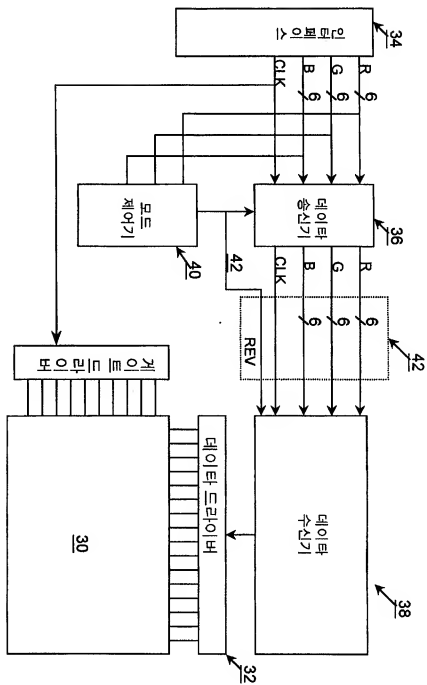 34
인터페이스
R
6
G
6
B
6
CLK
36
데이타
송신기
R
6
G
6
B
6
CLK
REV
42
38
데이타
수신기
42
모드
제어기
40
데이타 드라이버
32
게이트 드라이버
30